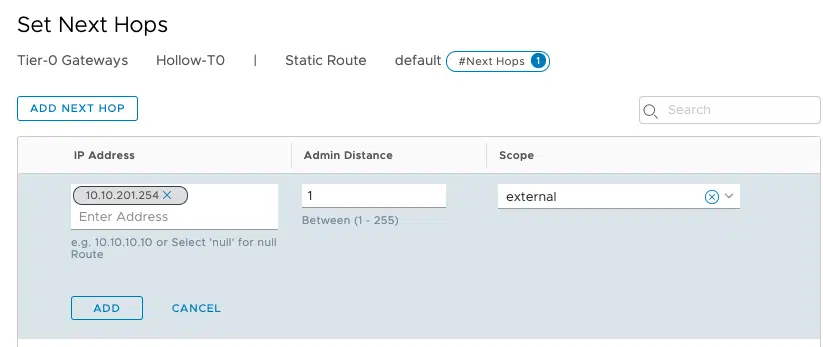 Set Next Hops
Tier-0 Gateways Hollow-T0 | Static Route default #Next Hops 1
ADD NEXT HOP
Search
IP Address Admin Distance Scope
10.10.201.254 ×
1
external
Enter Address
Between (1 - 255)
e.g. 10.10.10.10 or Select 'null' for null
Route
ADD CANCEL